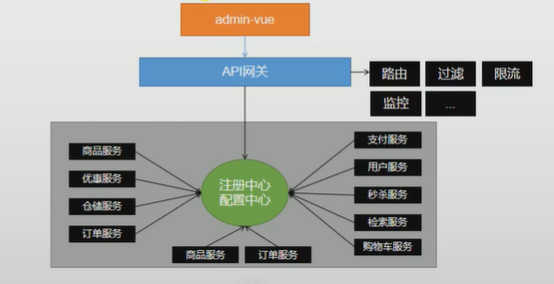 admin-vue
API网关
路由
过滤
限流
监控
...
商品服务
优惠服务
仓储服务
订单服务
注册中心
配置中心
支付服务
用户服务
秒杀服务
检索服务
购物车服务
商品服务
订单服务